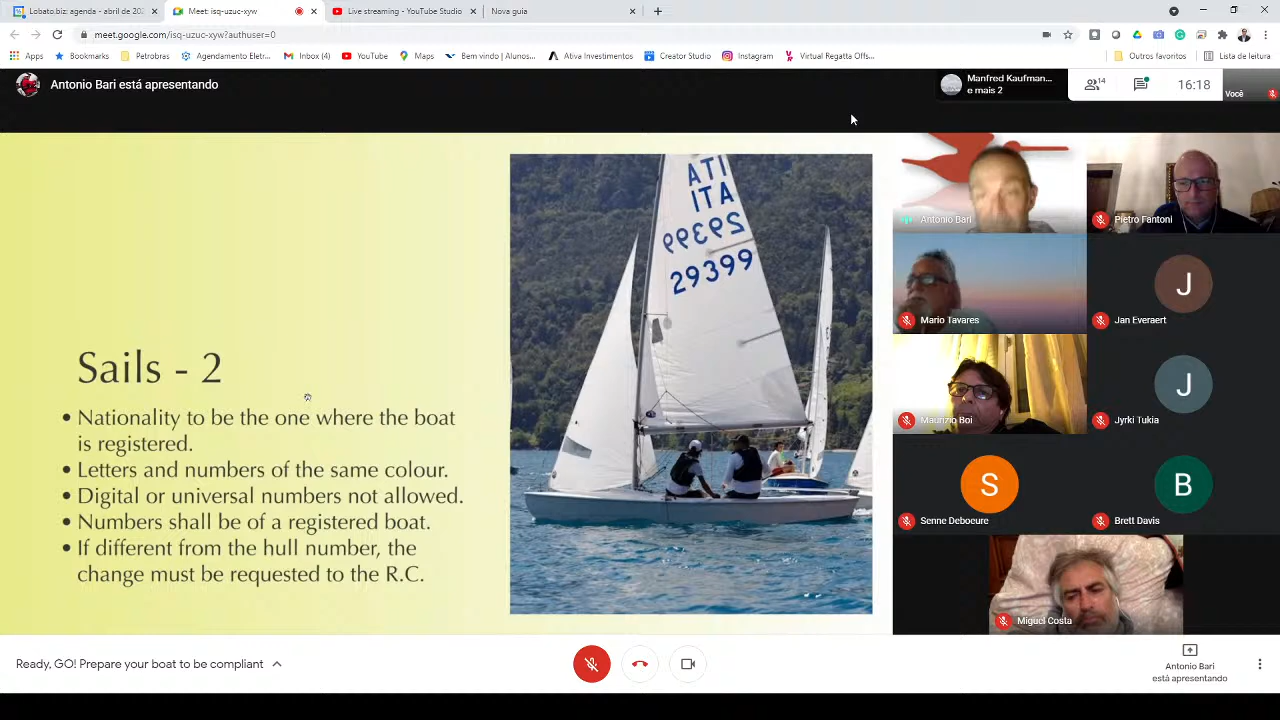 Lobato.biz: agenda - abril de 202
Meet: isq-uzuc-xyw
Live streaming - YouTube Studio
Nova guia
meet.google.com/isq-uzuc-xyw?authuser=0
Apps
Bookmarks
Petrobras
Agendamento Eletr...
Inbox (4)
YouTube
Maps
Bem vindo | Alunos...
Ativa Investimentos
Creator Studio
Instagram
Virtual Regatta Offs...
Outros favoritos
Lista de leitura
Antonio Bari está apresentando
Manfred Kaufman...
e mais 2
14
16:18
Você
ITA
ITA
29399
29399
Sails - 2
• Nationality to be the one where the boat
is registered.
• Letters and numbers of the same colour.
• Digital or universal numbers not allowed.
• Numbers shall be of a registered boat.
• If different from the hull number, the
change must be requested to the R.C.
Antonio Bari
Pietro Fantoni
Mario Tavares
J
Jan Everaert
Maurizio Boi
J
Jyrki Tukia
S
Senne Deboeure
B
Brett Davis
Miguel Costa
Ready, GO! Prepare your boat to be compliant
Antonio Bari
está apresentando